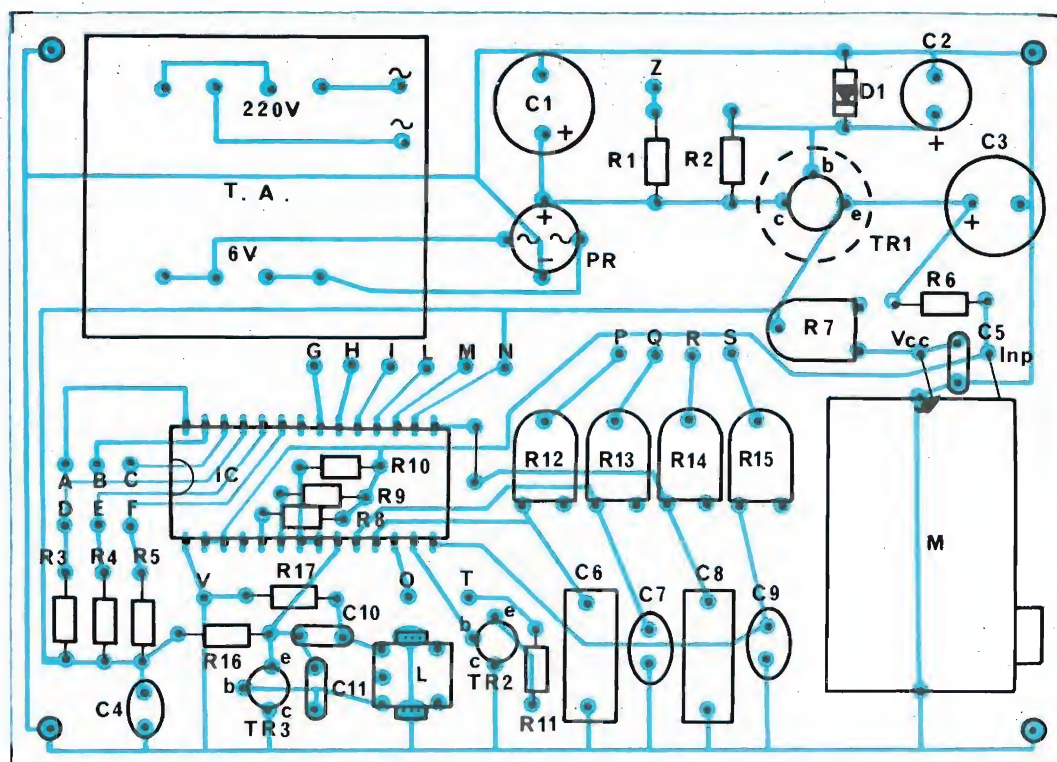 C2
~
Z
C1
220V
D1
~
+
+
R1
R2
C3
b
T. A.
+
c
e
+
~ ~
TR1
6V
PR
-
R6
R7
C5
P Q R S
Vcc
Inp
G H I L M N
IC
R10
R12 R13 R14 R15
A B C
R9
D E F
R8
M
R3 R4 R5
R17
V
O
T
C6
C7
C8
C9
C10
e
b
R16
e
L
c
b
C11
TR2
C4
c
R11
TR3